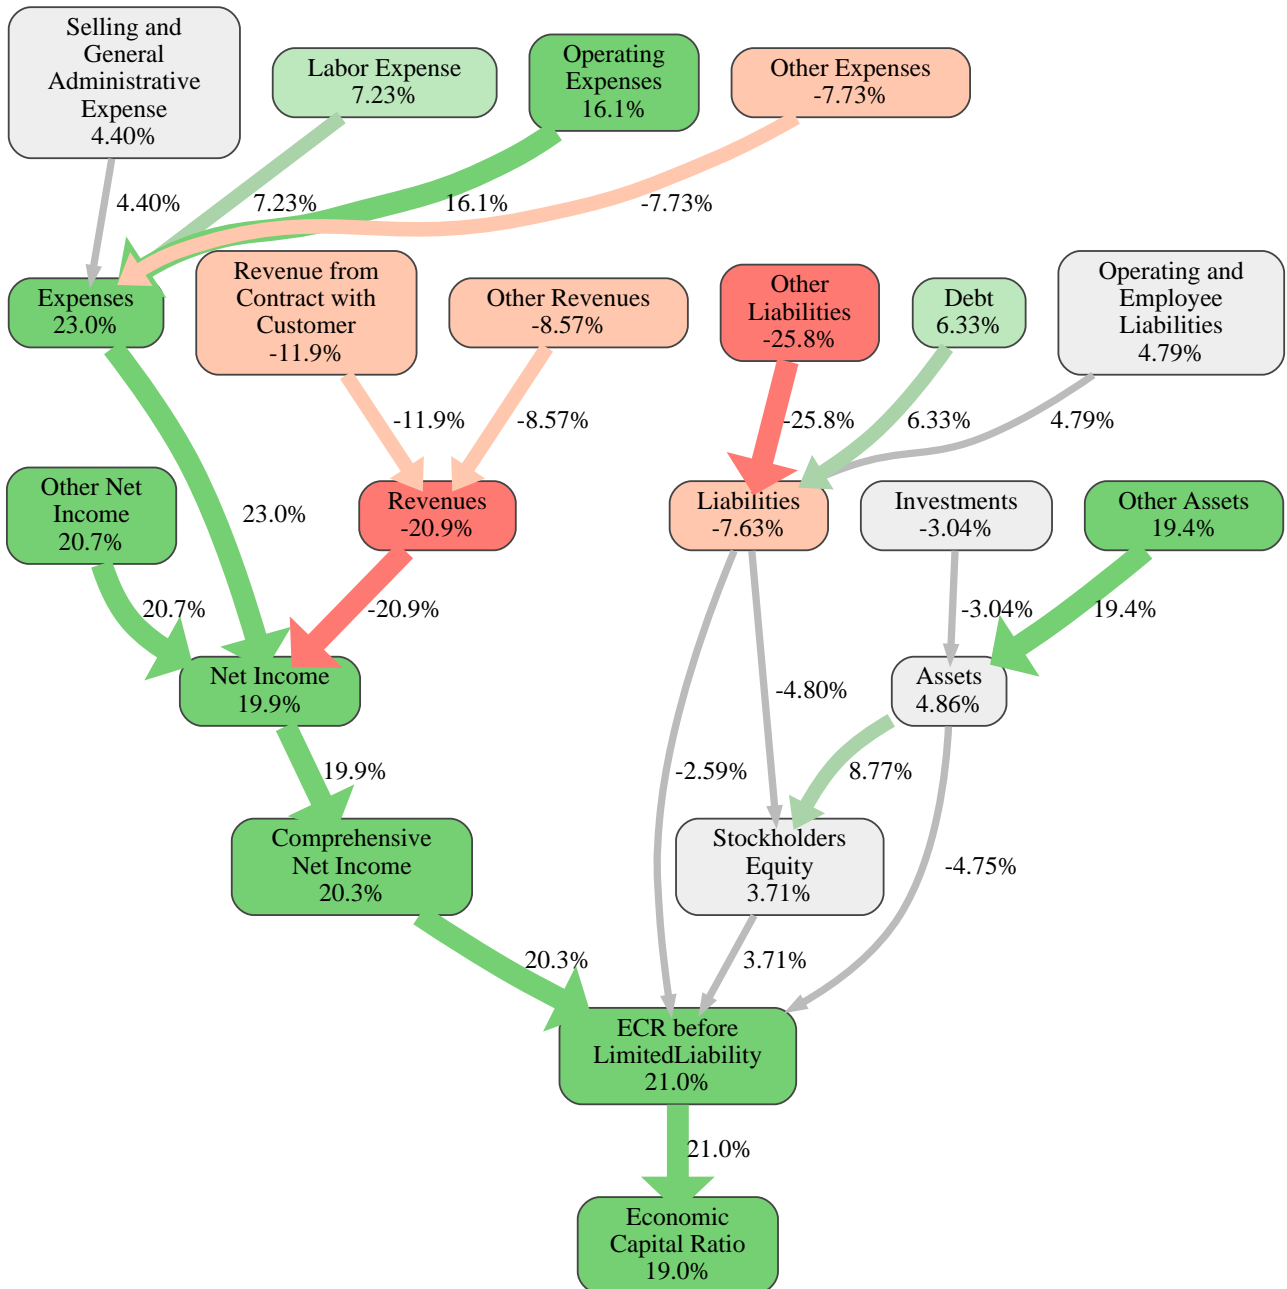 Selling and
General
Administrative
Expense
4.40%
Labor Expense
7.23%
Operating
Expenses
16.1%
Other Expenses
-7.73%
4.40%
7.23%
16.1%
-7.73%
Expenses
23.0%
Revenue from
Contract with
Customer
-11.9%
Other Revenues
-8.57%
Other
Liabilities
-25.8%
Debt
6.33%
Operating and
Employee
Liabilities
4.79%
-11.9%
-8.57%
-25.8%
6.33%
4.79%
Other Net
Income
20.7%
23.0%
Revenues
-20.9%
Liabilities
-7.63%
Investments
-3.04%
Other Assets
19.4%
20.7%
-20.9%
-3.04%
19.4%
Net Income
19.9%
-4.80%
Assets
4.86%
19.9%
-2.59%
8.77%
Comprehensive
Net Income
20.3%
Stockholders
Equity
3.71%
-4.75%
20.3%
3.71%
ECR before
LimitedLiability
21.0%
21.0%
Economic
Capital Ratio
19.0%